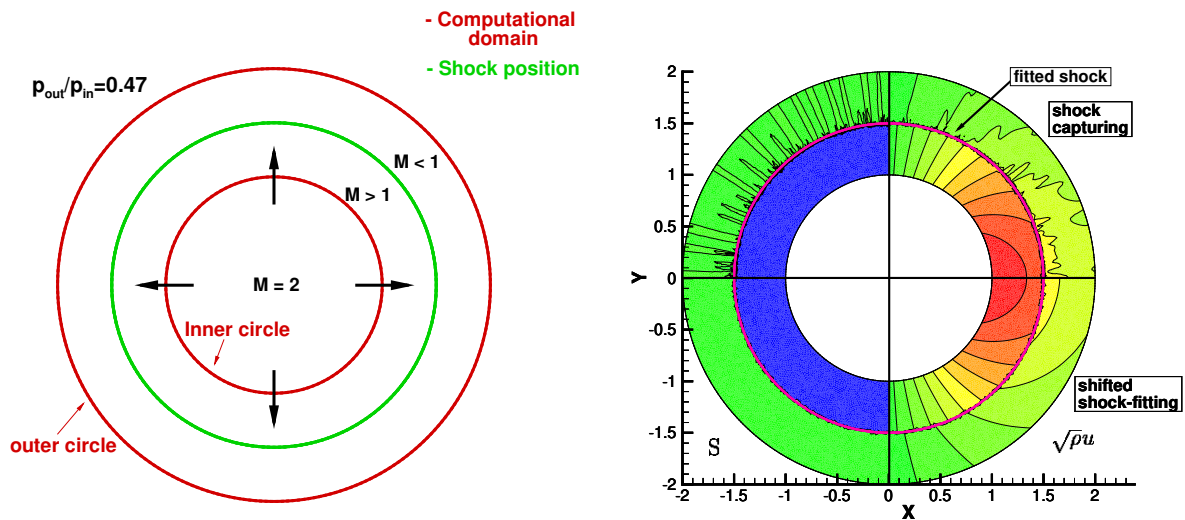 - Computational
domain
- Shock position
p_out/p_in=0.47
M < 1
M > 1
M = 2
Inner circle
outer circle
fitted shock
shock
capturing
shifted
shock-fitting
S
√ρu
Y
2
1.5
1
0.5
0
-0.5
-1
-1.5
-2
-2 -1.5 -1 -0.5 0 0.5 1 1.5 2
X